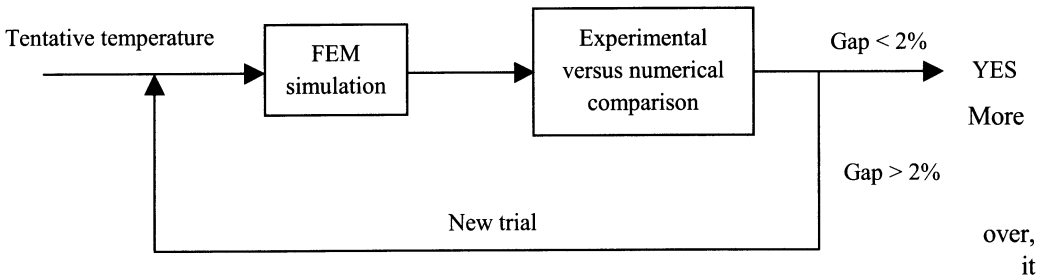 Tentative temperature
FEM
simulation
Experimental
versus numerical
comparison
Gap < 2%
YES
More
Gap > 2%
New trial
over,
it